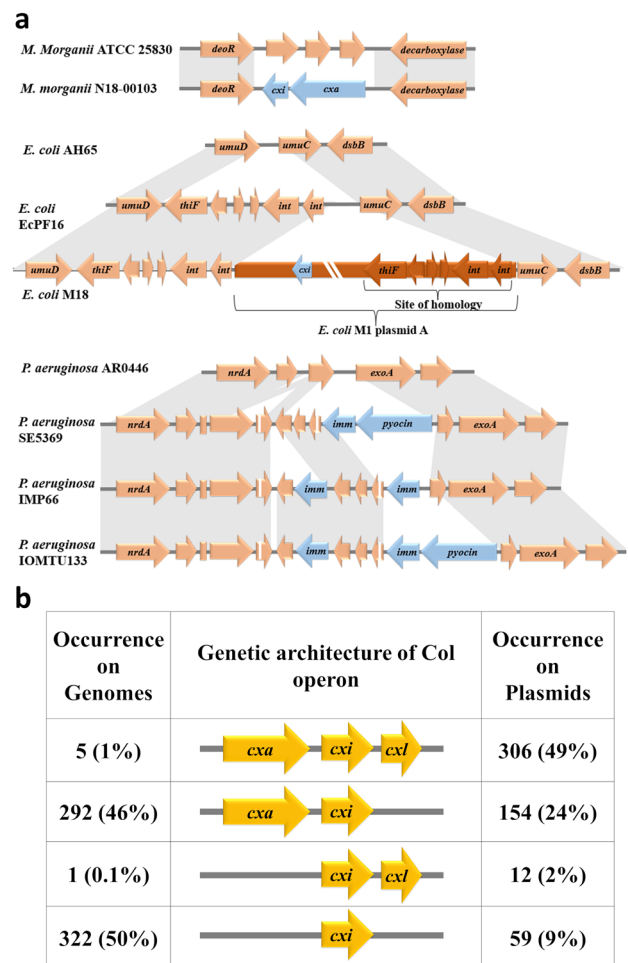 a
M. Morganii ATCC 25830
deoR
decarboxylase
M. morganii N18-00103
deoR
cxi
cxa
decarboxylase
E. coli AH65
umuD
umuC
dsbB
E. coli
EcPF16
umuD
thiF
int
int
umuC
dsbB
umuD
thiF
int
int
cxi
thiF
int
int
umuC
dsbB
E. coli M18
Site of homology
E. coli M1 plasmid A
P. aeruginosa AR0446
nrdA
exoA
P. aeruginosa
SE5369
nrdA
imm
pyocin
exoA
P. aeruginosa
IMP66
nrdA
imm
imm
exoA
P. aeruginosa
IOMTU133
nrdA
imm
imm
pyocin
exoA
b
Occurrence
on
Genomes
Genetic architecture of Col
operon
Occurrence
on
Plasmids
5 (1%)
cxa
cxi
cxl
306 (49%)
292 (46%)
cxa
cxi
154 (24%)
1 (0.1%)
cxi
cxl
12 (2%)
322 (50%)
cxi
59 (9%)